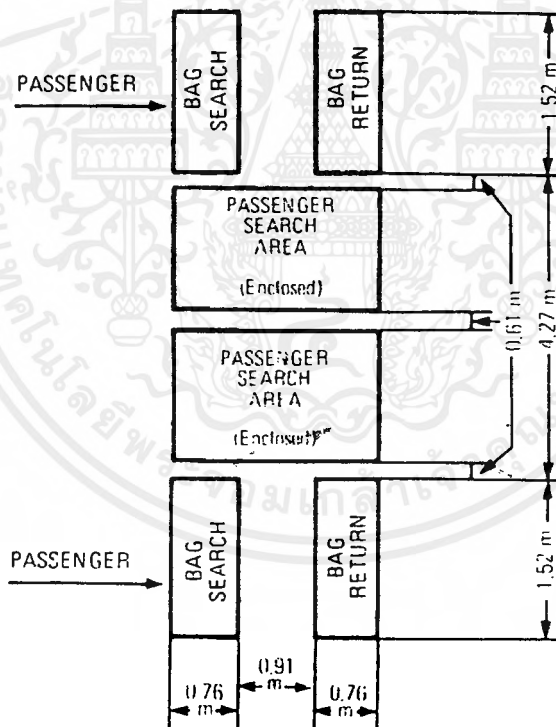 PASSENGER
BAG
SEARCH
BAG
RETURN
1.52 m
PASSENGER
SEARCH
AREA
(Enclosed)
0.61 m
4.27 m
PASSENGER
SEARCH
AREA
(Enclosed)
PASSENGER
BAG
SEARCH
BAG
RETURN
1.52 m
0.76
m
0.91
m
0.76
m